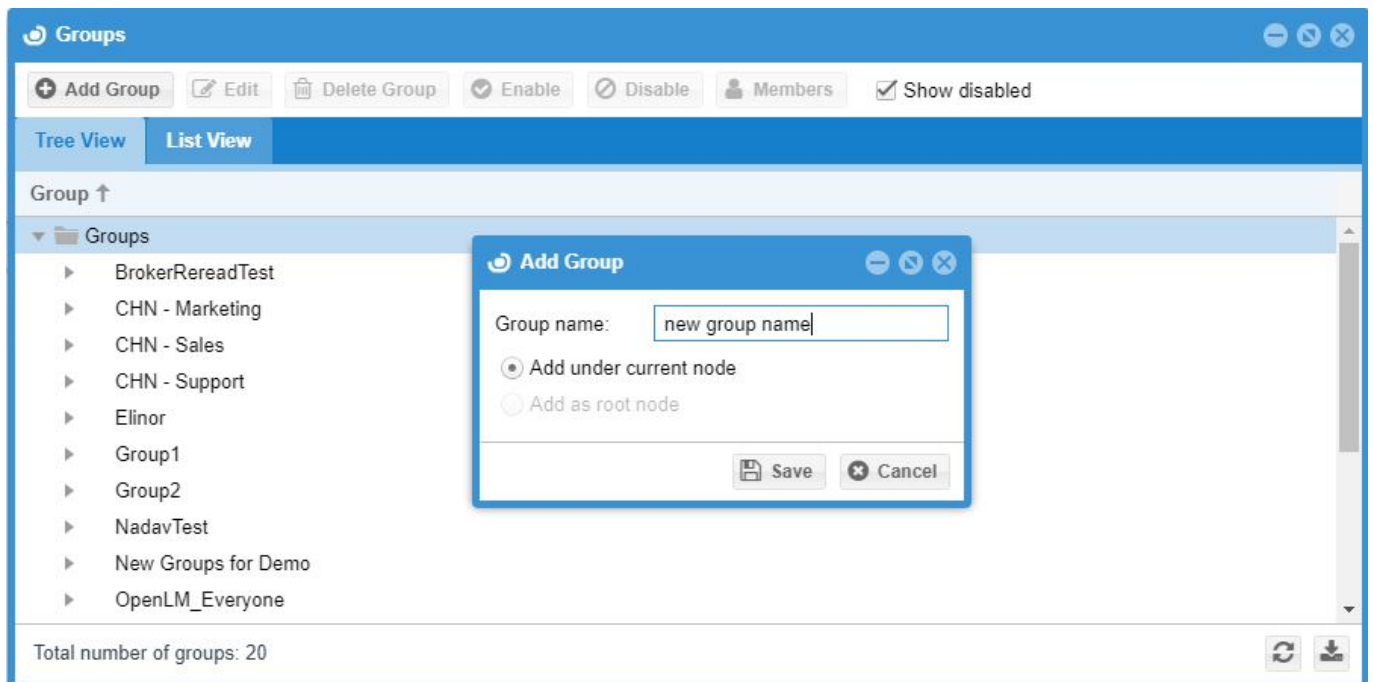 Groups
Add Group Edit Delete Group Enable Disable Members Show disabled
Tree View List View
Group
Groups
BrokerRereadTest
CHN - Marketing
CHN - Sales
CHN - Support
Elinor
Group1
Group2
NadavTest
New Groups for Demo
OpenLM_Everyone
Add Group
Group name: new group name
Add under current node
Add as root node
Save Cancel
Total number of groups: 20